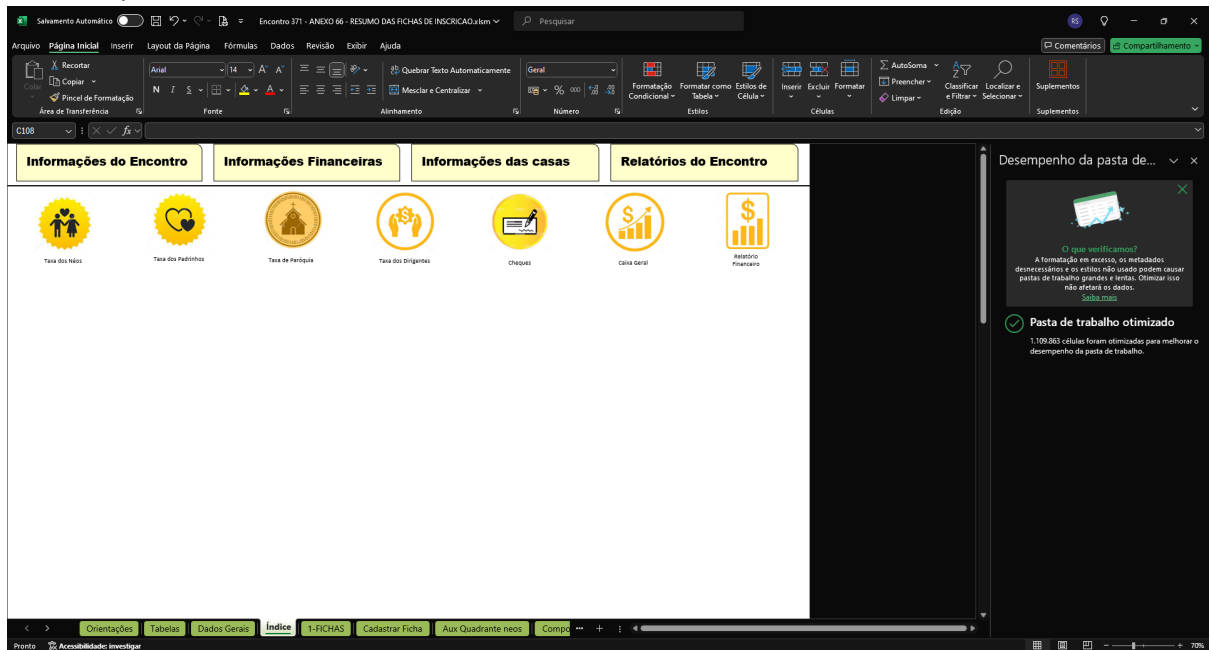 Salvamento Automático
Encontro 371 - ANEXO 66 - RESUMO DAS FICHAS DE INSCRICAO.xlsm
Pesquisar
RS
Arquivo Página Inicial Inserir Layout da Página Fórmulas Dados Revisão Exibir Ajuda
Comentários
Compartilhamento
Colar
Recortar
Copiar
Pincel de Formatação
Área de Transferência
Arial
14
N I S
Fonte
Quebrar Texto Automaticamente
Mesclar e Centralizar
Alinhamento
Geral
% 000
Número
Formatação Condicional
Formatar como Tabela
Estilos de Célula
Estilos
Inserir Excluir Formatar
Células
AutoSoma
Preencher
Limpar
Classificar e Filtrar
Localizar e Selecionar
Edição
Suplementos
Suplementos
C108
fx
Informações do Encontro
Informações Financeiras
Informações das casas
Relatórios do Encontro
Taxa dos Néos
Taxa dos Padrinhos
Taxa de Paróquia
Taxa dos Dirigentes
Cheques
Caixa Geral
Relatório
Financeiro
Desempenho da pasta de...
O que verificamos?
A formatação em excesso, os metadados
desnecessários e os estilos não usado podem causar
pastas de trabalho grandes e lentas. Otimizar isso
não afetará os dados.
Saiba mais
Pasta de trabalho otimizado
1.109.863 células foram otimizadas para melhorar o
desempenho da pasta de trabalho.
Orientações Tabelas Dados Gerais Índice 1-FICHAS Cadastrar Ficha Aux Quadrante neos Compo
Pronto
Acessibilidade: investigar
70%